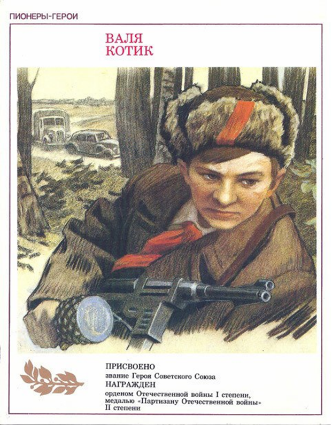 ПИОНЕРЫ-ГЕРОИ
ВАЛЯ
КОТИК
ПРИСВОЕНО
звание Героя Советского Союза
НАГРАЖДЕН
орденом Отечественной войны I степени,
медалью «Партизану Отечественной войны»
II степени